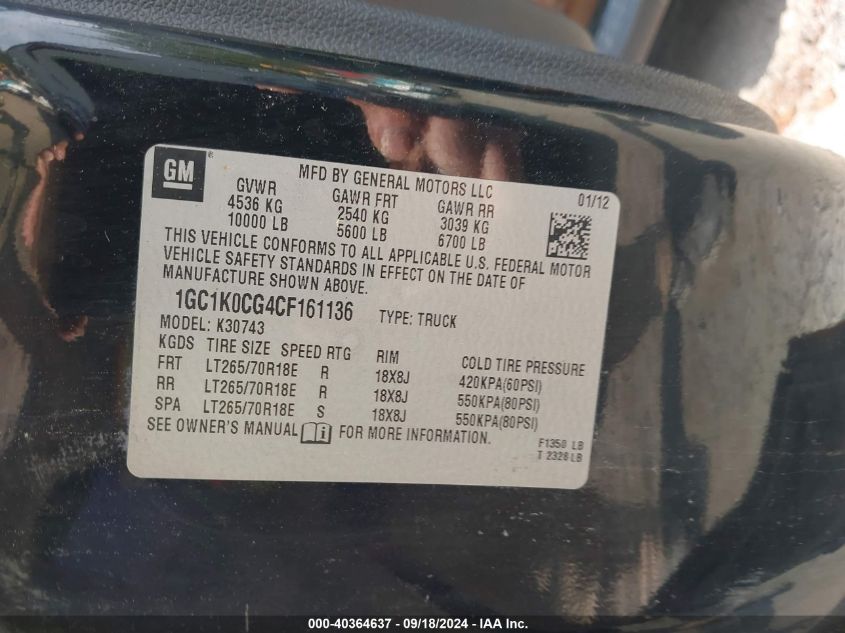 GM
MFD BY GENERAL MOTORS LLC
01/12
GVWR GAWR FRT GAWR RR
4536 KG 2540 KG 3039 KG
10000 LB 5600 LB 6700 LB
THIS VEHICLE CONFORMS TO ALL APPLICABLE U.S. FEDERAL MOTOR
VEHICLE SAFETY STANDARDS IN EFFECT ON THE DATE OF
MANUFACTURE SHOWN ABOVE.
1GC1K0CG4CF161136 TYPE: TRUCK
MODEL: K30743
KGDS TIRE SIZE SPEED RTG RIM COLD TIRE PRESSURE
FRT LT265/70R18E R 18X8J 420KPA(60PSI)
RR LT265/70R18E R 18X8J 550KPA(80PSI)
SPA LT265/70R18E S 18X8J 550KPA(80PSI)
SEE OWNER'S MANUAL FOR MORE INFORMATION.
F1350 LB
T 2328 LB
000-40364637 - 09/18/2024 - IAA Inc.